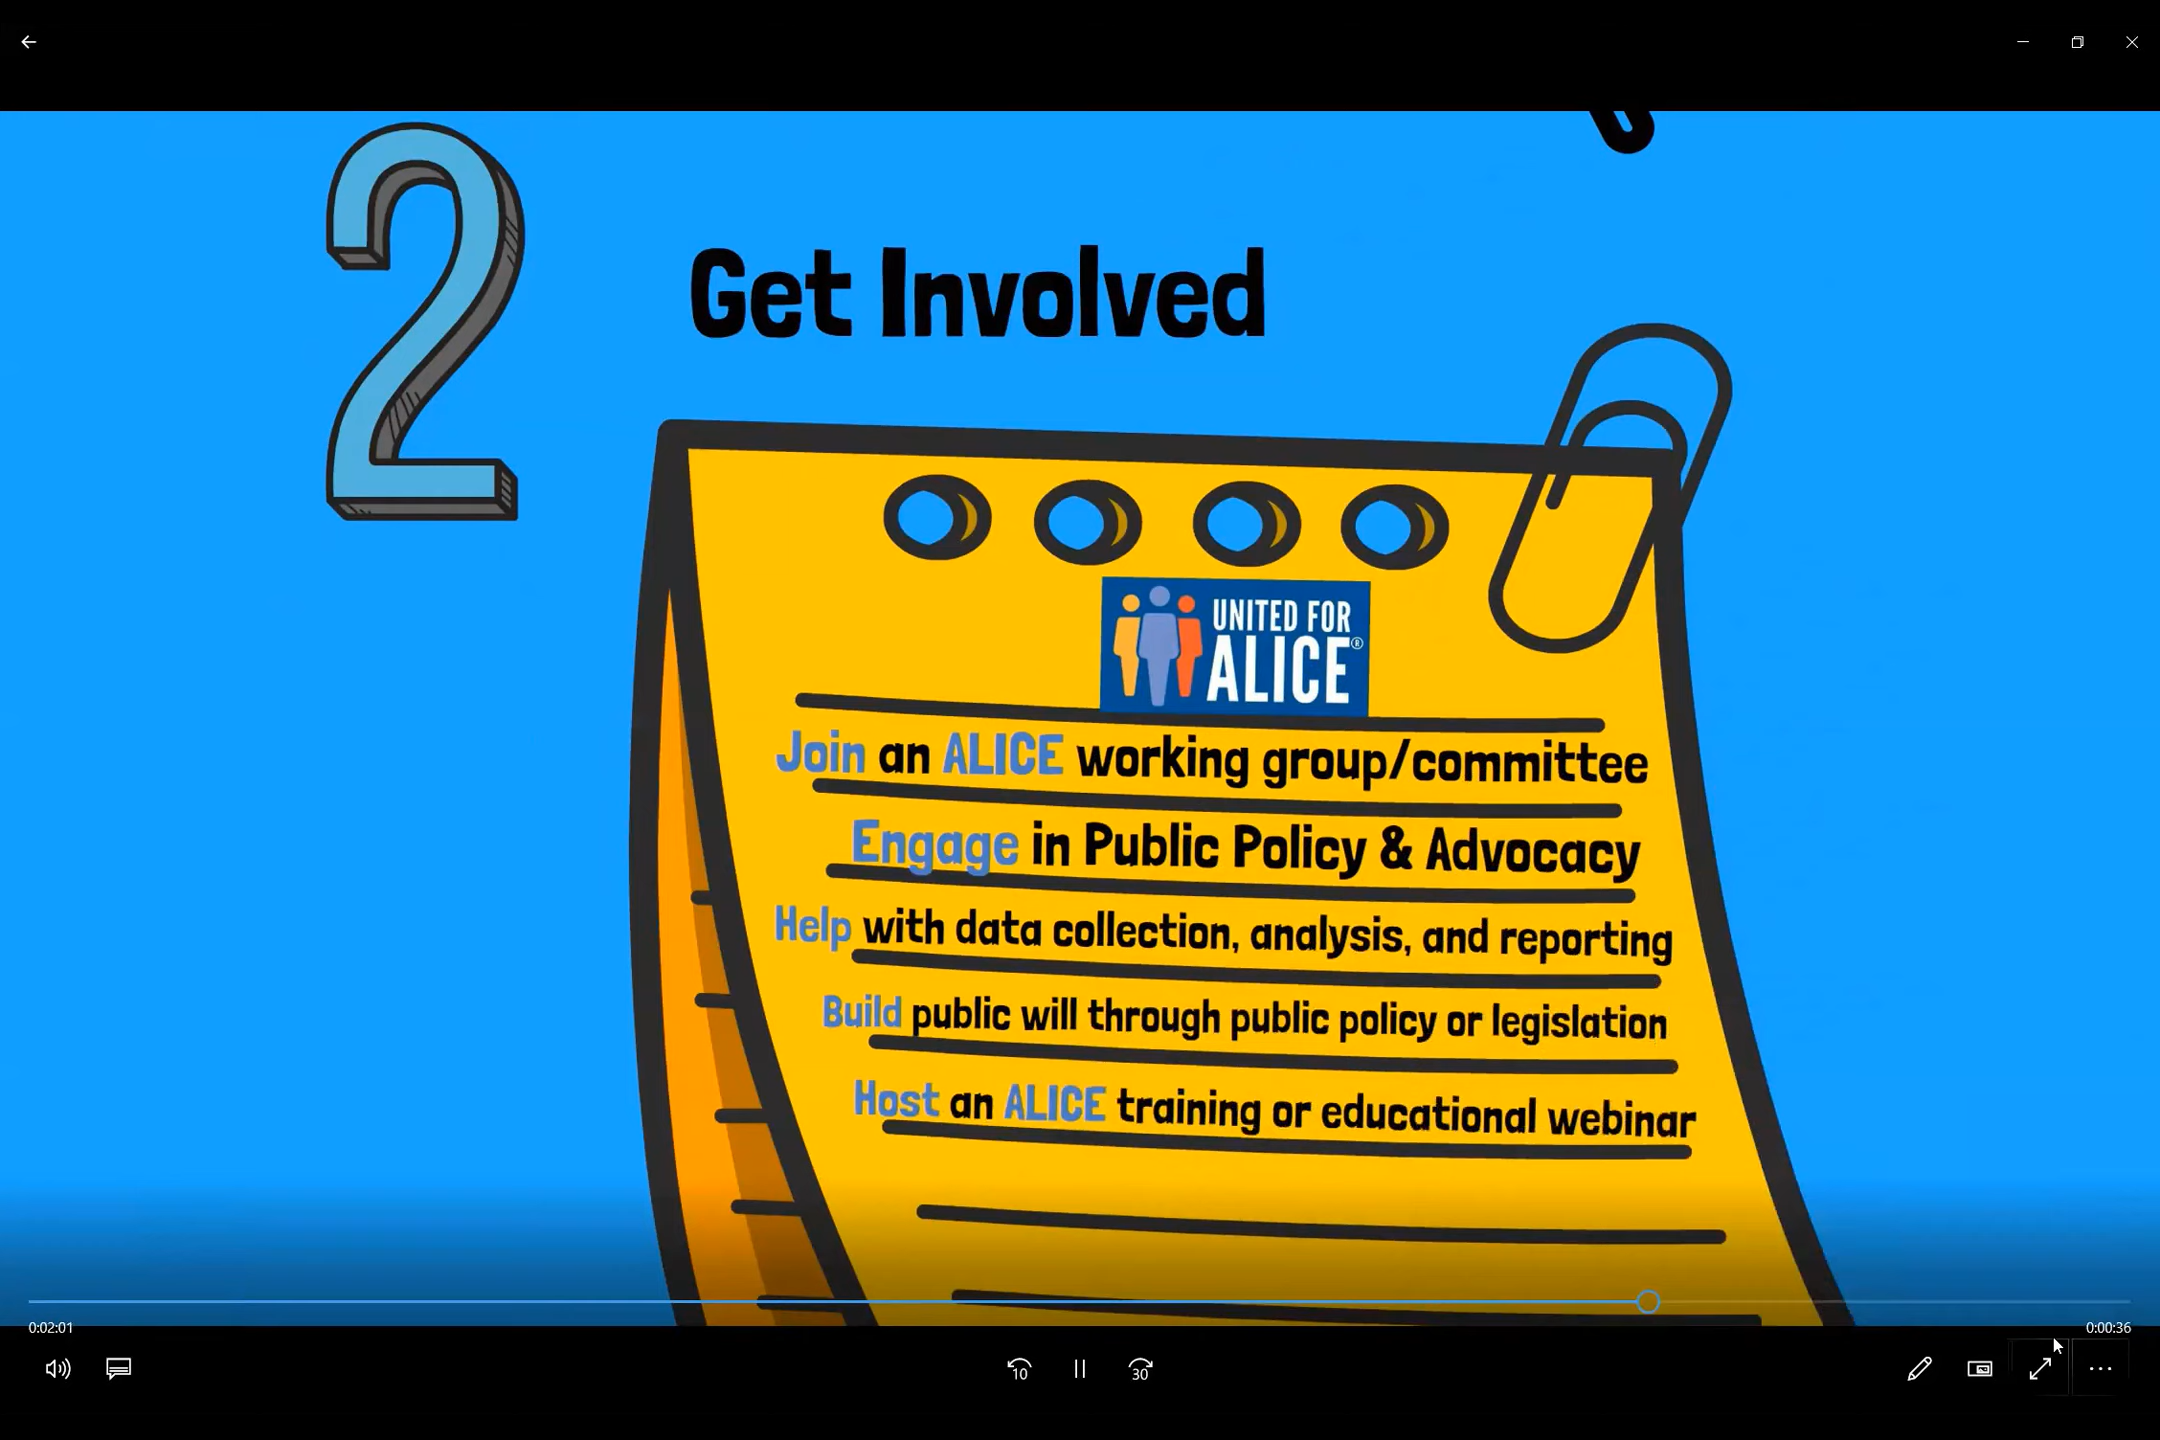 2
Get Involved
UNITED FOR
ALICE®
Join an ALICE working group/committee
Engage in Public Policy & Advocacy
Help with data collection, analysis, and reporting
Build public will through public policy or legislation
Host an ALICE training or educational webinar
0:02:01
0:00:36
10
30